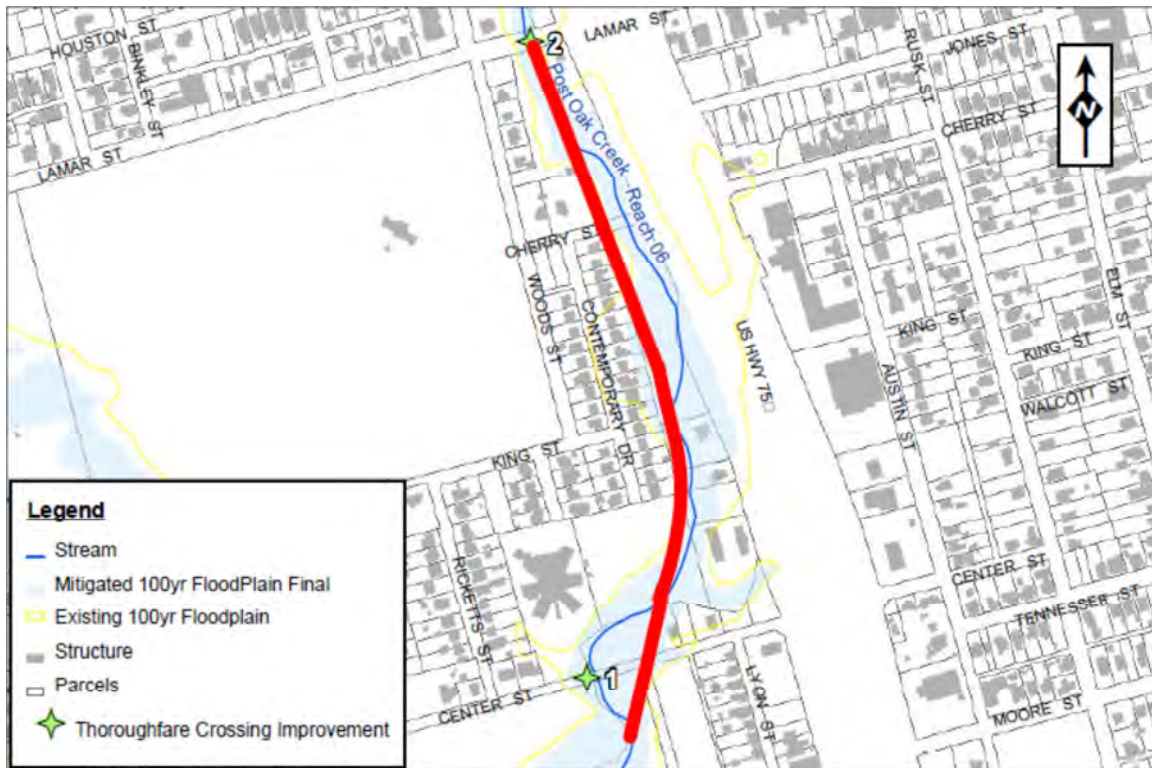 HOUSTON ST
BINKLEY ST
LAMAR ST
2
LAMAR ST
RUSK ST
JONES ST
N
CHERRY ST
Post Oak Creek - Reach 06
CHERRY S
WOODS ST
CONTEMPORARY DR
US HWY 75
KING ST
KING ST
ELM ST
AUSTIN ST
WALCOTT ST
KING ST
RICKETTS ST
CENTER ST
TENNESSER ST
1
CENTER ST
LYON ST
MOORE ST
Legend
Stream
Mitigated 100yr FloodPlain Final
Existing 100yr Floodplain
Structure
Parcels
Thoroughfare Crossing Improvement